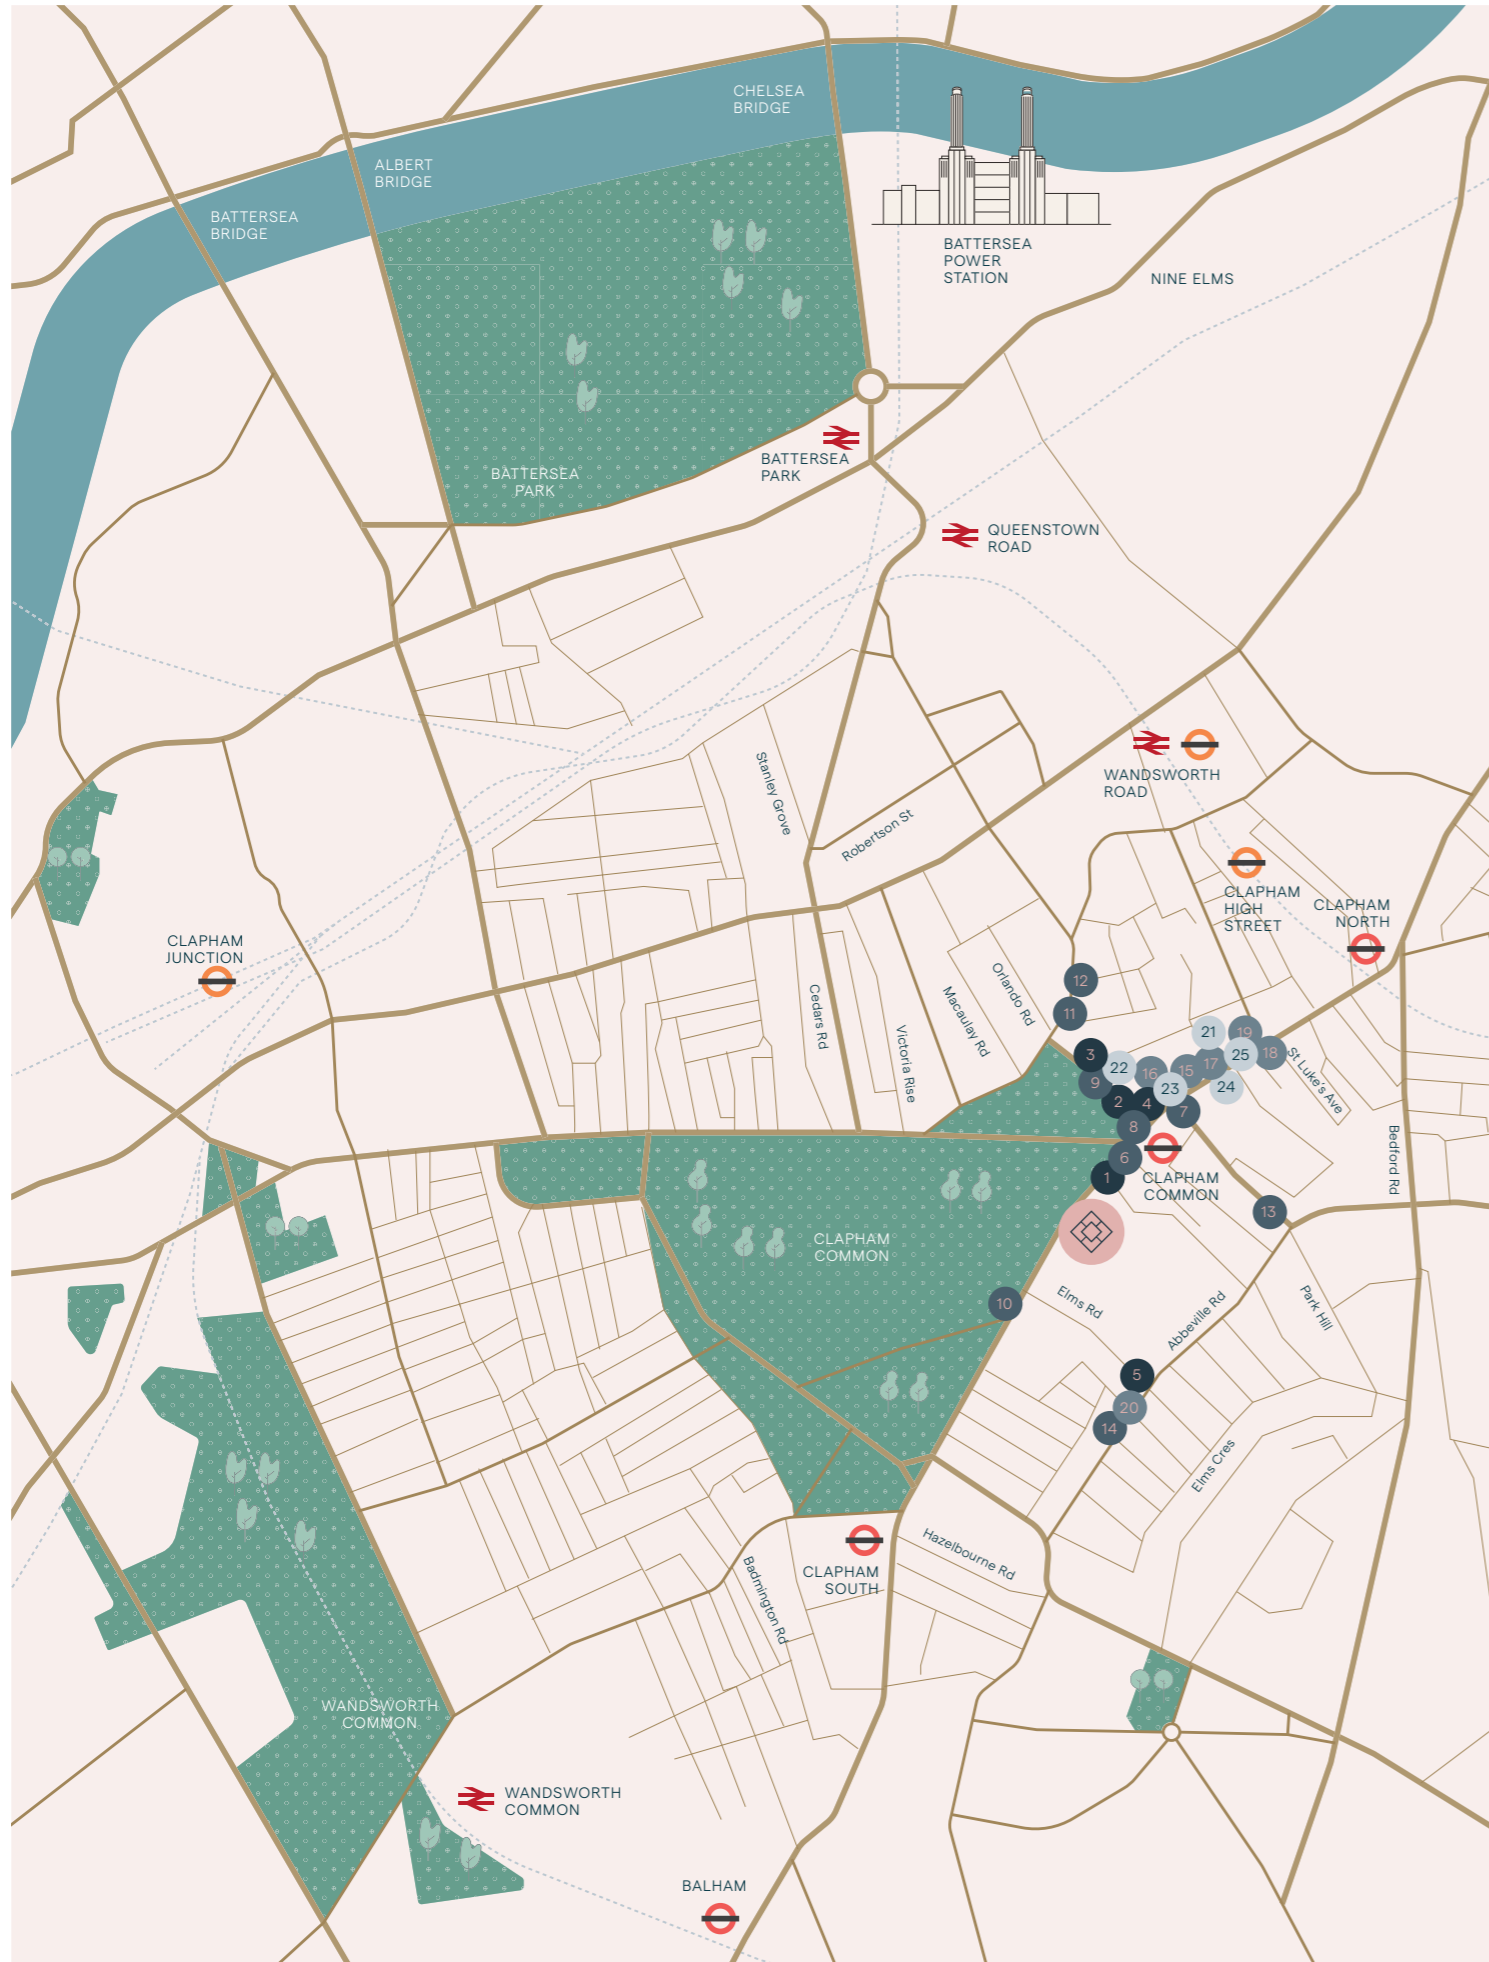 CHELSEA
BRIDGE
ALBERT
BRIDGE
BATTERSEA
BRIDGE
BATTERSEA
POWER
STATION
NINE ELMS
BATTERSEA
PARK
BATTERSEA
PARK
QUEENSTOWN
ROAD
Stanley Grove
Robertson St
WANDSWORTH
ROAD
CLAPHAM
HIGH
STREET
CLAPHAM
NORTH
CLAPHAM
JUNCTION
Cedars Rd
Victoria Rise
Macaulay Rd
Orlando Rd
12
11
3
22
9
16
15
17
21
19
25
18
24
23
2
4
7
8
6
1
St Luke's Ave
Bedford Rd
CLAPHAM
COMMON
13
CLAPHAM
COMMON
10
Elms Rd
Abbeville Rd
Park Hill
5
20
14
Elms Cres
Hazelbourne Rd
CLAPHAM
SOUTH
Badmington Rd
WANDSWORTH
COMMON
WANDSWORTH
COMMON
BALHAM